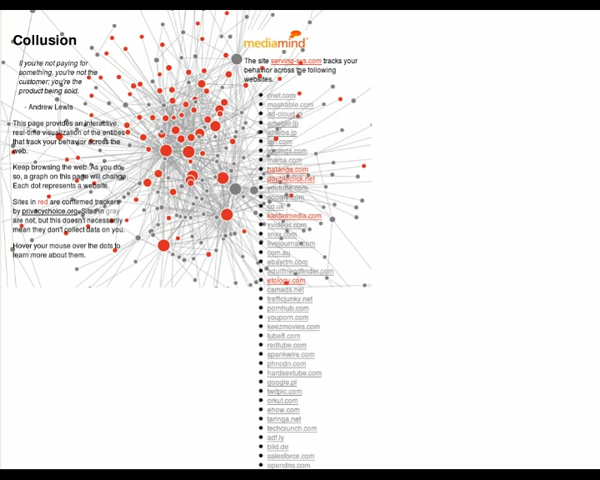 Collusion
If you're not paying for
something, you're not the
customer; you're the
product being sold.
- Andrew Lewis
This page provides an interactive,
real-time visualization of the entities
that track your behavior across the
web.
Keep browsing the web. As you do
so, a graph on this page will change.
Each dot represents a website.
Sites in red are confirmed trackers
by privacychoice.org. Sites in gray
are not, but this doesn't necessarily
mean they don't collect data on you.
Hover your mouse over the dots to
learn more about them.
mediamind
The site serving-sys.com tracks your
behavior across the following
websites.
cnet.com
mashable.com
ameblo.jp
youtube.com
kantarmedia.com
xvideos.com
xnxx.com
livejournal.com
com.au
ebayrtm.com
adultfriendfinder.com
etology.com
camads.net
trafficjunky.net
pornhub.com
youporn.com
keezmovies.com
tube8.com
redtube.com
spankwire.com
phncdn.com
hardsextube.com
google.pl
twitpic.com
orkut.com
ehow.com
taringa.net
techcrunch.com
adf.ly
bild.de
salesforce.com
opendns.com